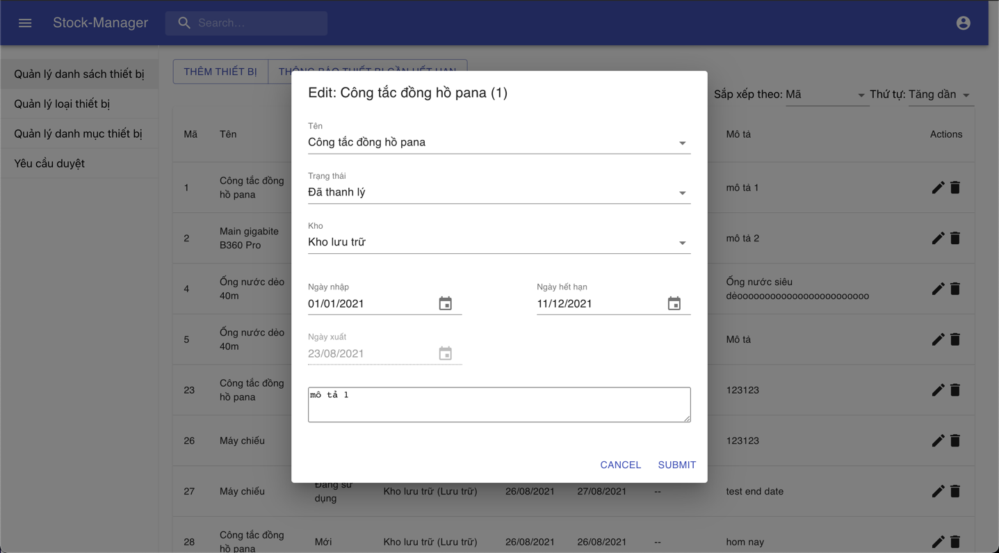 Stock-Manager
Search...
Quản lý danh sách thiết bị
Quản lý loại thiết bị
Quản lý danh mục thiết bị
Yêu cầu duyệt
THÊM THIẾT BỊ
THÔNG BÁO THIẾT BỊ CẦN HẾT HẠN
Sắp xếp theo: Mã
Thứ tự: Tăng dần
Mã Tên Mô tả Actions
1 Công tắc đồng hồ pana mô tả 1
2 Main gigabite B360 Pro mô tả 2
4 Ống nước dẻo 40m Ống nước siêu
dẻoooooooooooooooooooooooo
5 Ống nước dẻo 40m Mô tả
23 Công tắc đồng hồ pana 123123
26 Máy chiếu 123123
27 Máy chiếu Đang sử dụng Kho lưu trữ (Lưu trữ) 26/08/2021 27/08/2021 -- test end date
28 Công tắc đồng hồ pana Mới Kho lưu trữ (Lưu trữ) 26/08/2021 26/08/2021 -- hom nay
Edit: Công tắc đồng hồ pana (1)
Tên
Công tắc đồng hồ pana
Trạng thái
Đã thanh lý
Kho
Kho lưu trữ
Ngày nhập
01/01/2021
Ngày hết hạn
11/12/2021
Ngày xuất
23/08/2021
mô tả 1
CANCEL SUBMIT